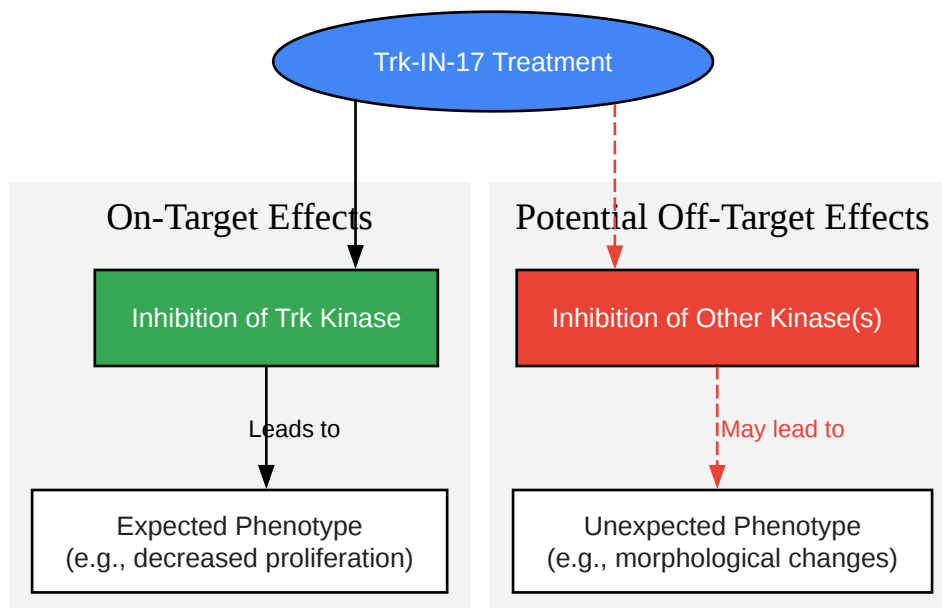 Trk-IN-17 Treatment
On-Target Effects
Inhibition of Trk Kinase
Leads to
Expected Phenotype
(e.g., decreased proliferation)
Potential Off-Target Effects
Inhibition of Other Kinase(s)
May lead to
Unexpected Phenotype
(e.g., morphological changes)